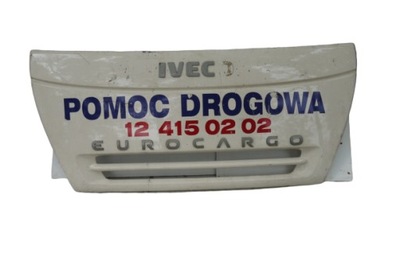 IVEC
POMOC DROGOWA
12 415 02 02
EUROCARGO